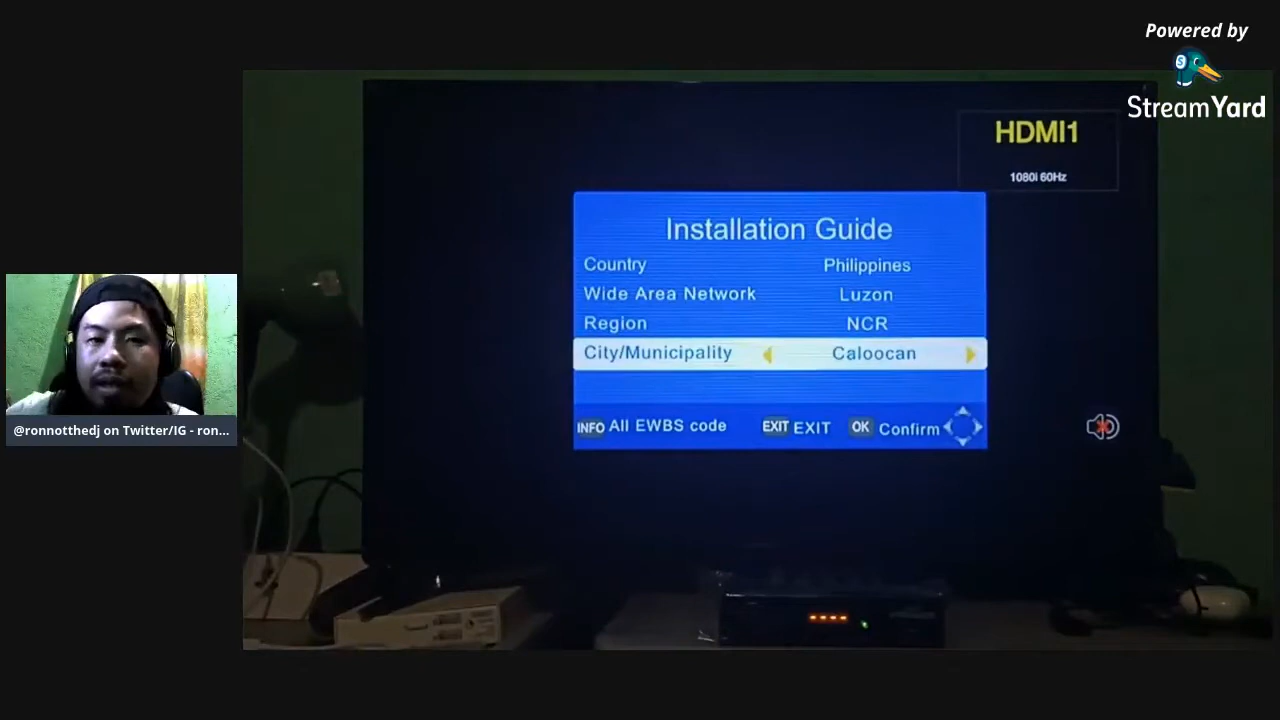 Powered by
StreamYard
HDMI1
1080i 60Hz
Installation Guide
Country Philippines
Wide Area Network Luzon
Region NCR
City/Municipality Caloocan
INFO All EWBS code EXIT EXIT OK Confirm
@ronnotthedj on Twitter/IG - ron...